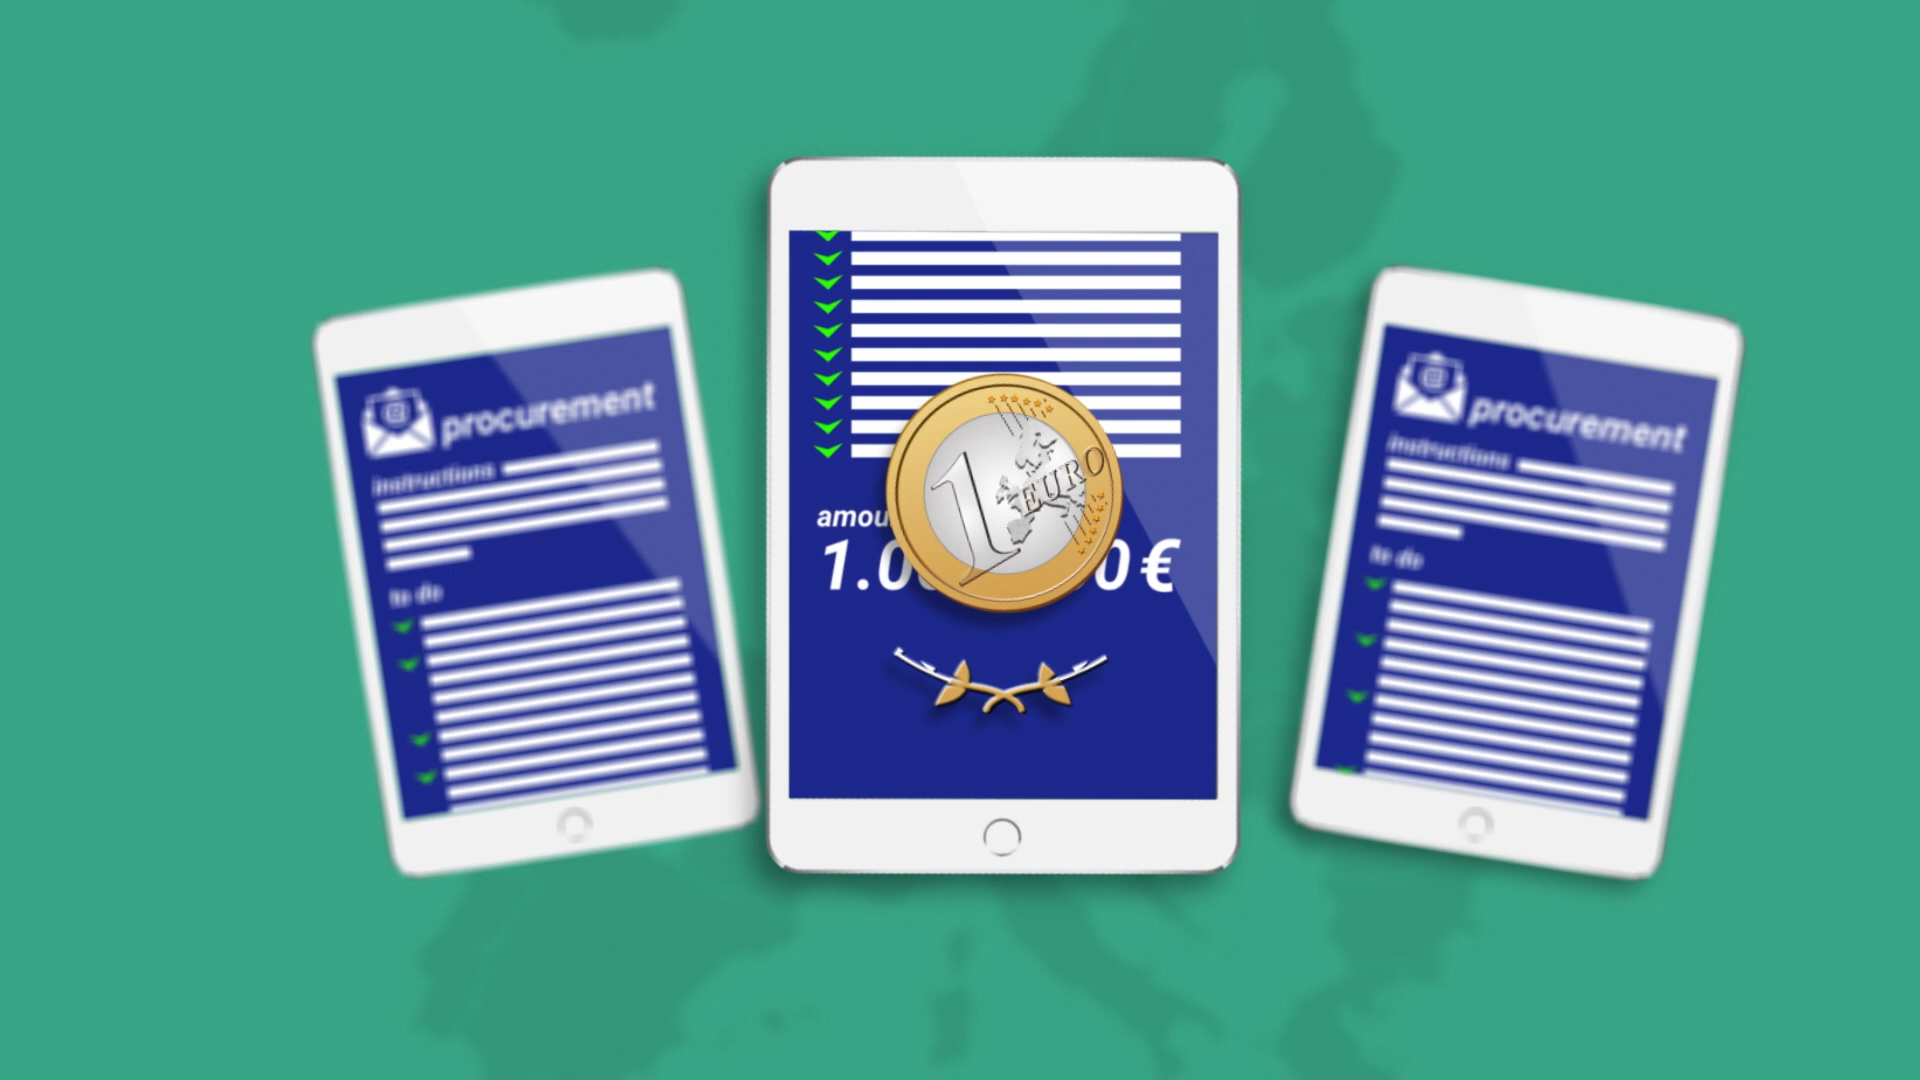 e procurement
instructions
to do
amou
1.0 0 €
1 EURO
e procurement
instructions
to do